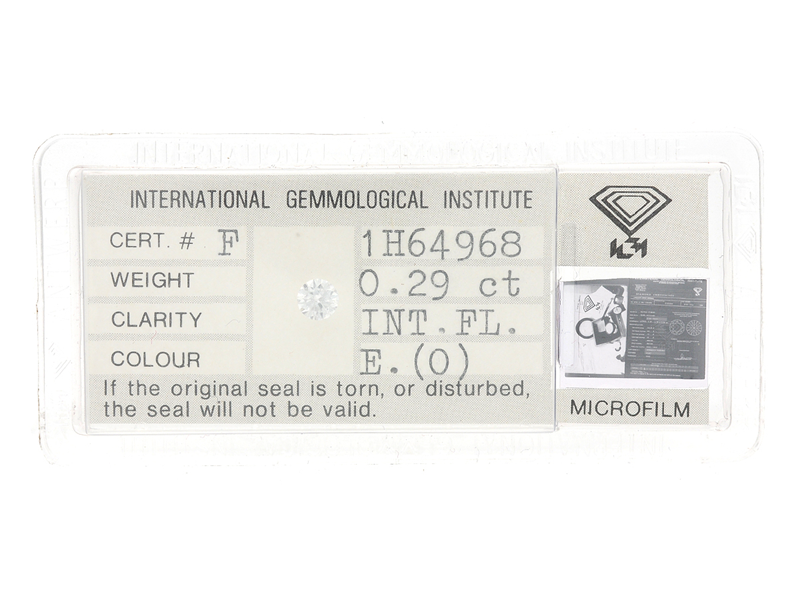 INTERNATIONAL GEMMOLOGICAL INSTITUTE
CERT. # F 1H64968
WEIGHT 0.29 ct
CLARITY INT.FL.
COLOUR E.(O)
If the original seal is torn, or disturbed,
the seal will not be valid.
MICROFILM